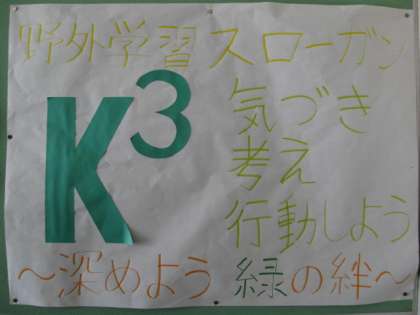 野外学習スローガン
K³
気づき
考え
行動しよう
～深めよう 緑の絆～